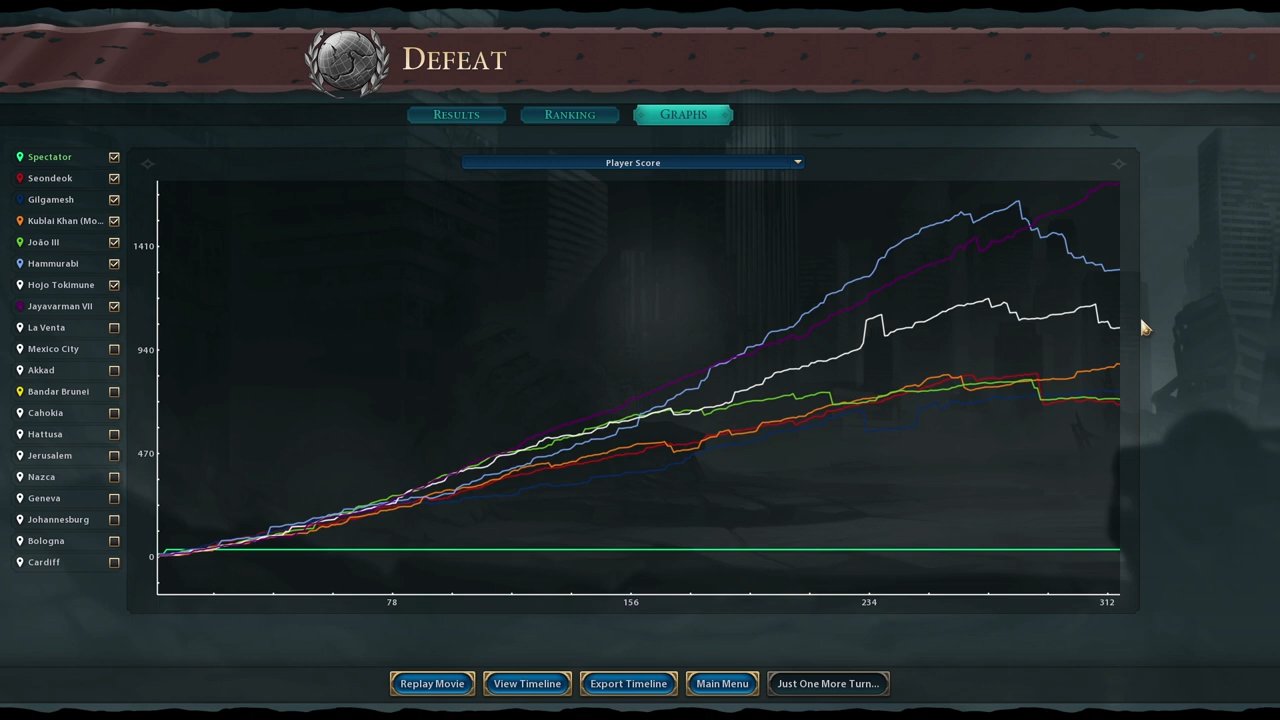 DEFEAT
RESULTS
RANKING
GRAPHS
Player Score
Spectator
Seondeok
Gilgamesh
Kublai Khan (Mo...
João III
Hammurabi
Hojo Tokimune
Jayavarman VII
La Venta
Mexico City
Akkad
Bandar Brunei
Cahokia
Hattusa
Jerusalem
Nazca
Geneva
Johannesburg
Bologna
Cardiff
1410
940
470
0
78
156
234
312
Replay Movie
View Timeline
Export Timeline
Main Menu
Just One More Turn...